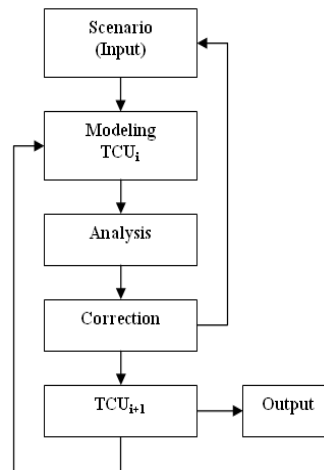 Scenario
(Input)
Modeling
TCUᵢ
Analysis
Correction
TCUᵢ₊₁
Output